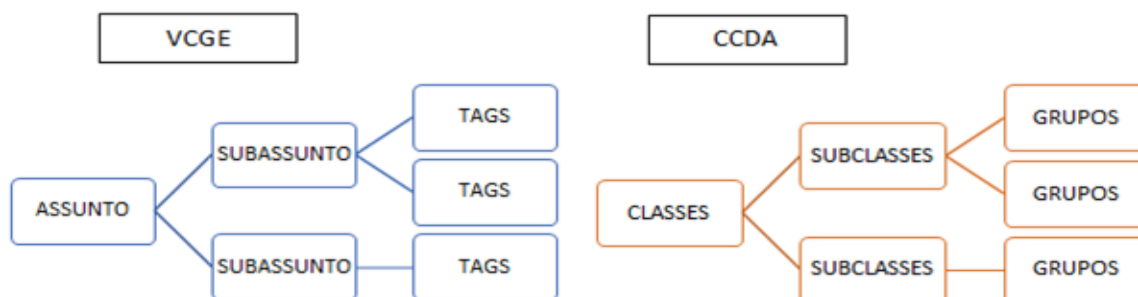 VCGE
ASSUNTO
SUBASSUNTO
TAGS
TAGS
SUBASSUNTO
TAGS
CCDA
CLASSES
SUBCLASSES
GRUPOS
GRUPOS
SUBCLASSES
GRUPOS